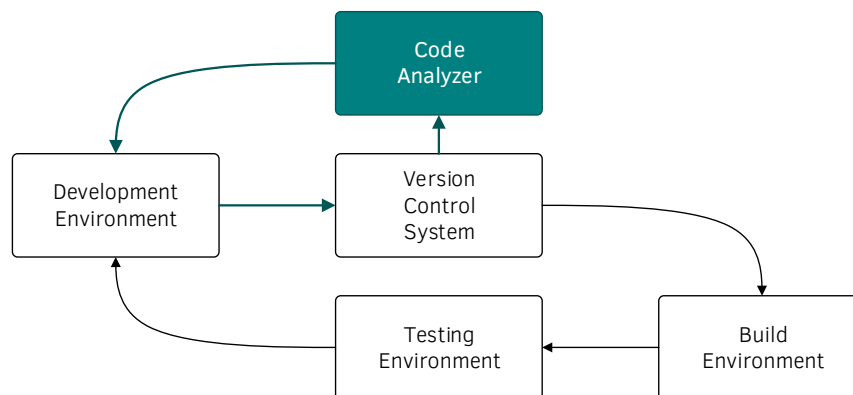 Code
Analyzer
Development
Environment
Version
Control
System
Testing
Environment
Build
Environment